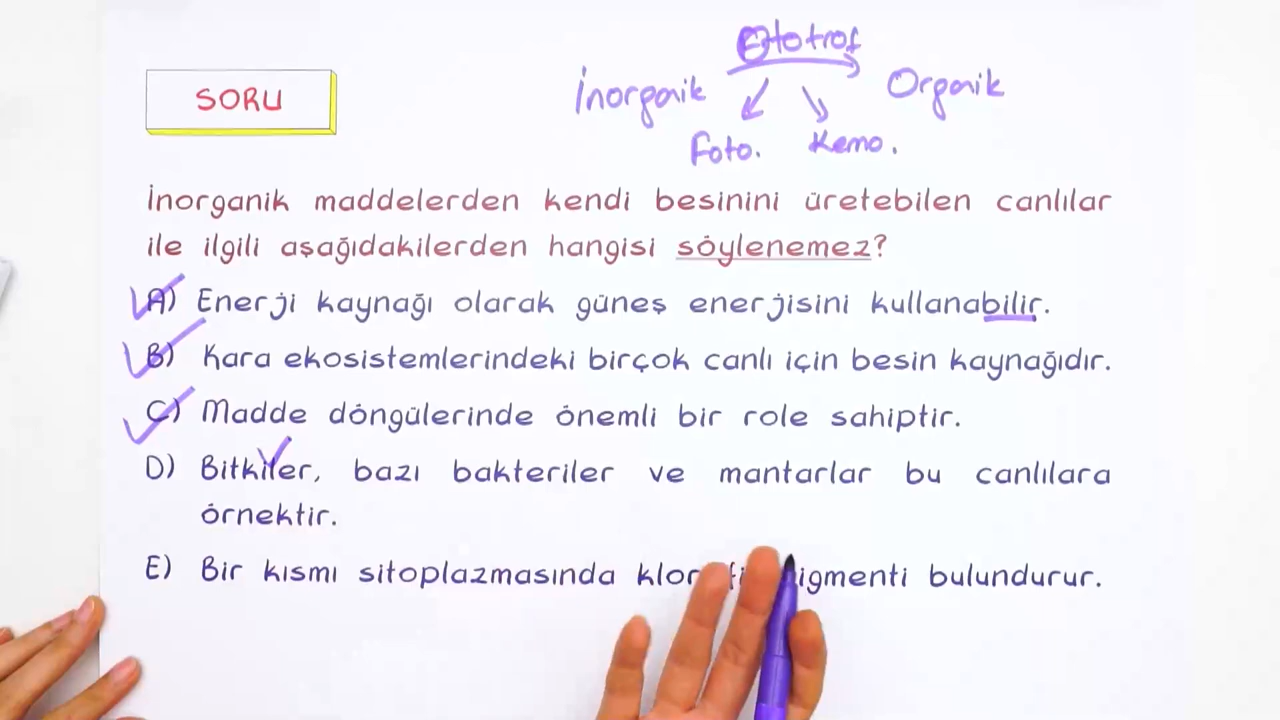 Ototrof
İnorganik
Organik
Foto.
Kemo.
SORU
İnorganik maddelerden kendi besinini üretebilen canlılar
ile ilgili aşağıdakilerden hangisi söylenemez?
A) Enerji kaynağı olarak güneş enerjisini kullanabilir.
B) Kara ekosistemlerindeki birçok canlı için besin kaynağıdır.
C) Madde döngülerinde önemli bir role sahiptir.
D) Bitkiler, bazı bakteriler ve mantarlar bu canlılara
örnektir.
E) Bir kısmı sitoplazmasında bulundurur.